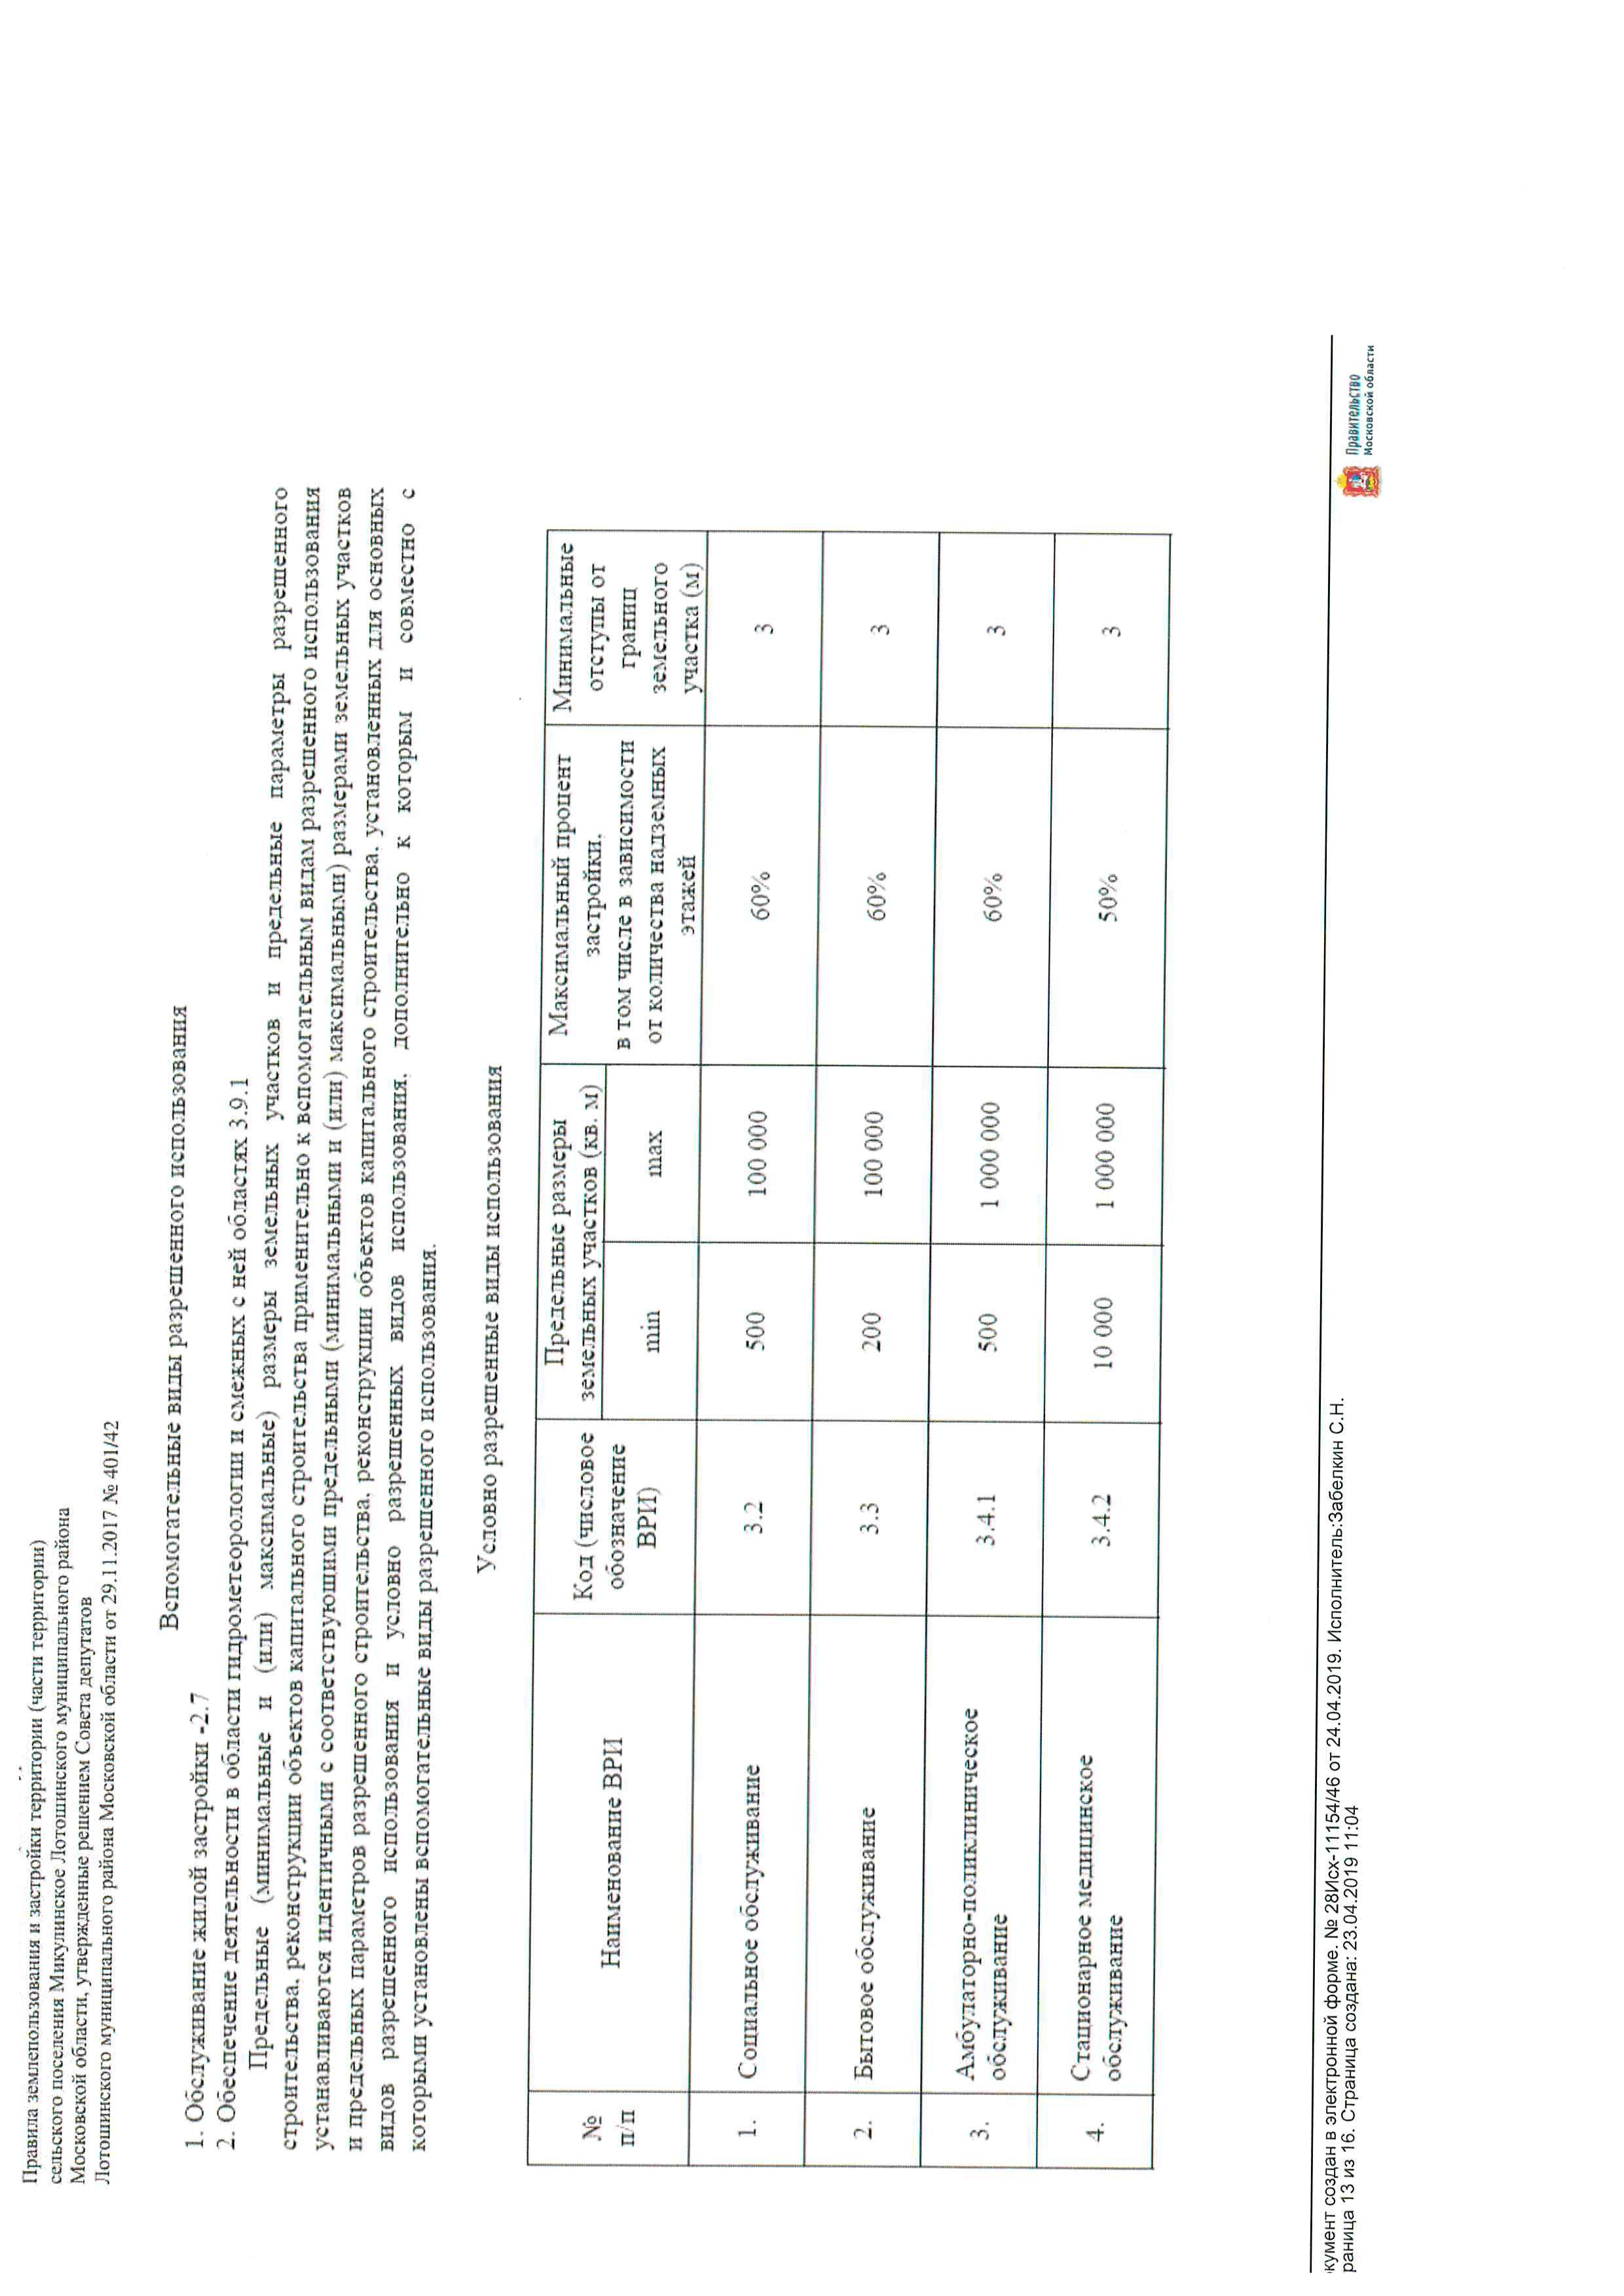 Правила землепользования и застройки территории (части территории)
сельского поселения Микулинское Лотошинского муниципального района
Московской области, утвержденные решением Совета депутатов
Лотошинского муниципального района Московской области от 29.11.2017 № 401/42
Вспомогательные виды разрешенного использования
1. Обслуживание жилой застройки -2.7
2. Обеспечение деятельности в области гидрометеорологии и смежных с ней областях 3.9.1
Предельные (минимальные и (или) максимальные) размеры земельных участков и предельные параметры разрешенного
строительства, реконструкции объектов капитального строительства применительно к вспомогательным видам разрешенного использования
устанавливаются идентичными с соответствующими предельными (минимальными и (или) максимальными) размерами земельных участков
и предельных параметров разрешенного строительства, реконструкции объектов капитального строительства, установленных для основных
видов разрешенного использования и условно разрешенных видов использования, дополнительно к которым и совместно с
которыми установлены вспомогательные виды разрешенного использования.
Условно разрешенные виды использования
№ п/п
Наименование ВРИ
Код (числовое
обозначение
ВРИ)
Предельные размеры
земельных участков (кв. м)
min
max
Максимальный процент
застройки,
в том числе в зависимости
от количества надземных
этажей
Минимальные
отступы от
границ
земельного
участка (м)
1. Социальное обслуживание 3.2 500 100 000 60% 3
2. Бытовое обслуживание 3.3 200 100 000 60% 3
3. Амбулаторно-поликлиническое
обслуживание 3.4.1 500 1 000 000 60% 3
4. Стационарное медицинское
обслуживание 3.4.2 10 000 1 000 000 50% 3
кумент создан в электронной форме. № 28Исх-11154/46 от 24.04.2019. Исполнитель:Забелкин С.Н.
раница 13 из 16. Страница создана: 23.04.2019 11:04
Правительство
Московской области